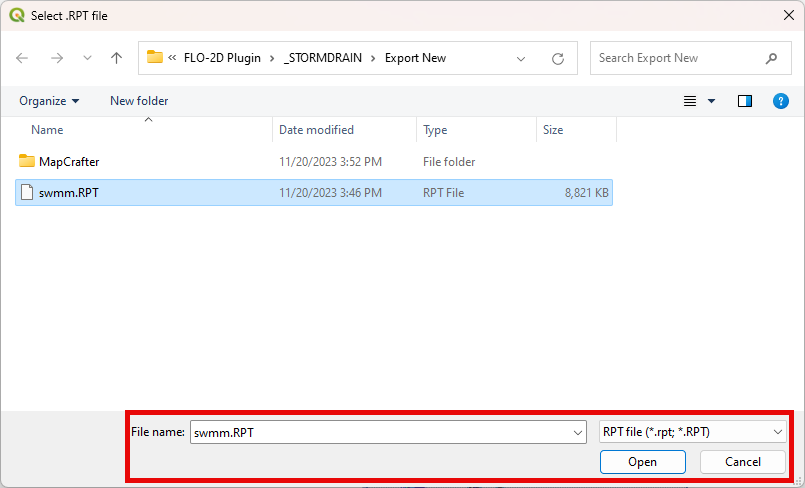 Select .RPT file
« FLO-2D Plugin > _STORMDRAIN > Export New
Search Export New
Organize New folder
?
Name Date modified Type Size
MapCrafter 11/20/2023 3:52 PM File folder
swmm.RPT 11/20/2023 3:46 PM RPT File 8,821 KB
File name: swmm.RPT RPT file (*.rpt; *.RPT)
Open Cancel